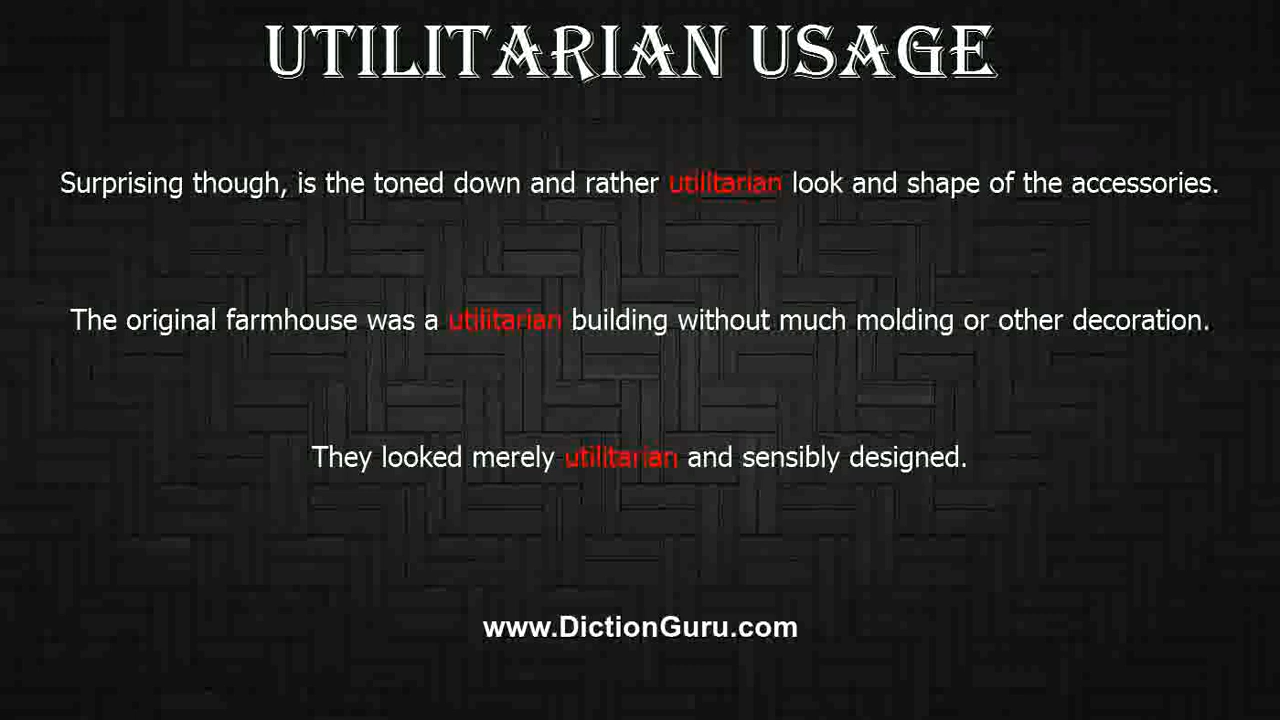 UTILITARIAN USAGE
Surprising though, is the toned down and rather utilitarian look and shape of the accessories.
The original farmhouse was a utilitarian building without much molding or other decoration.
They looked merely utilitarian and sensibly designed.
www.DictionGuru.com